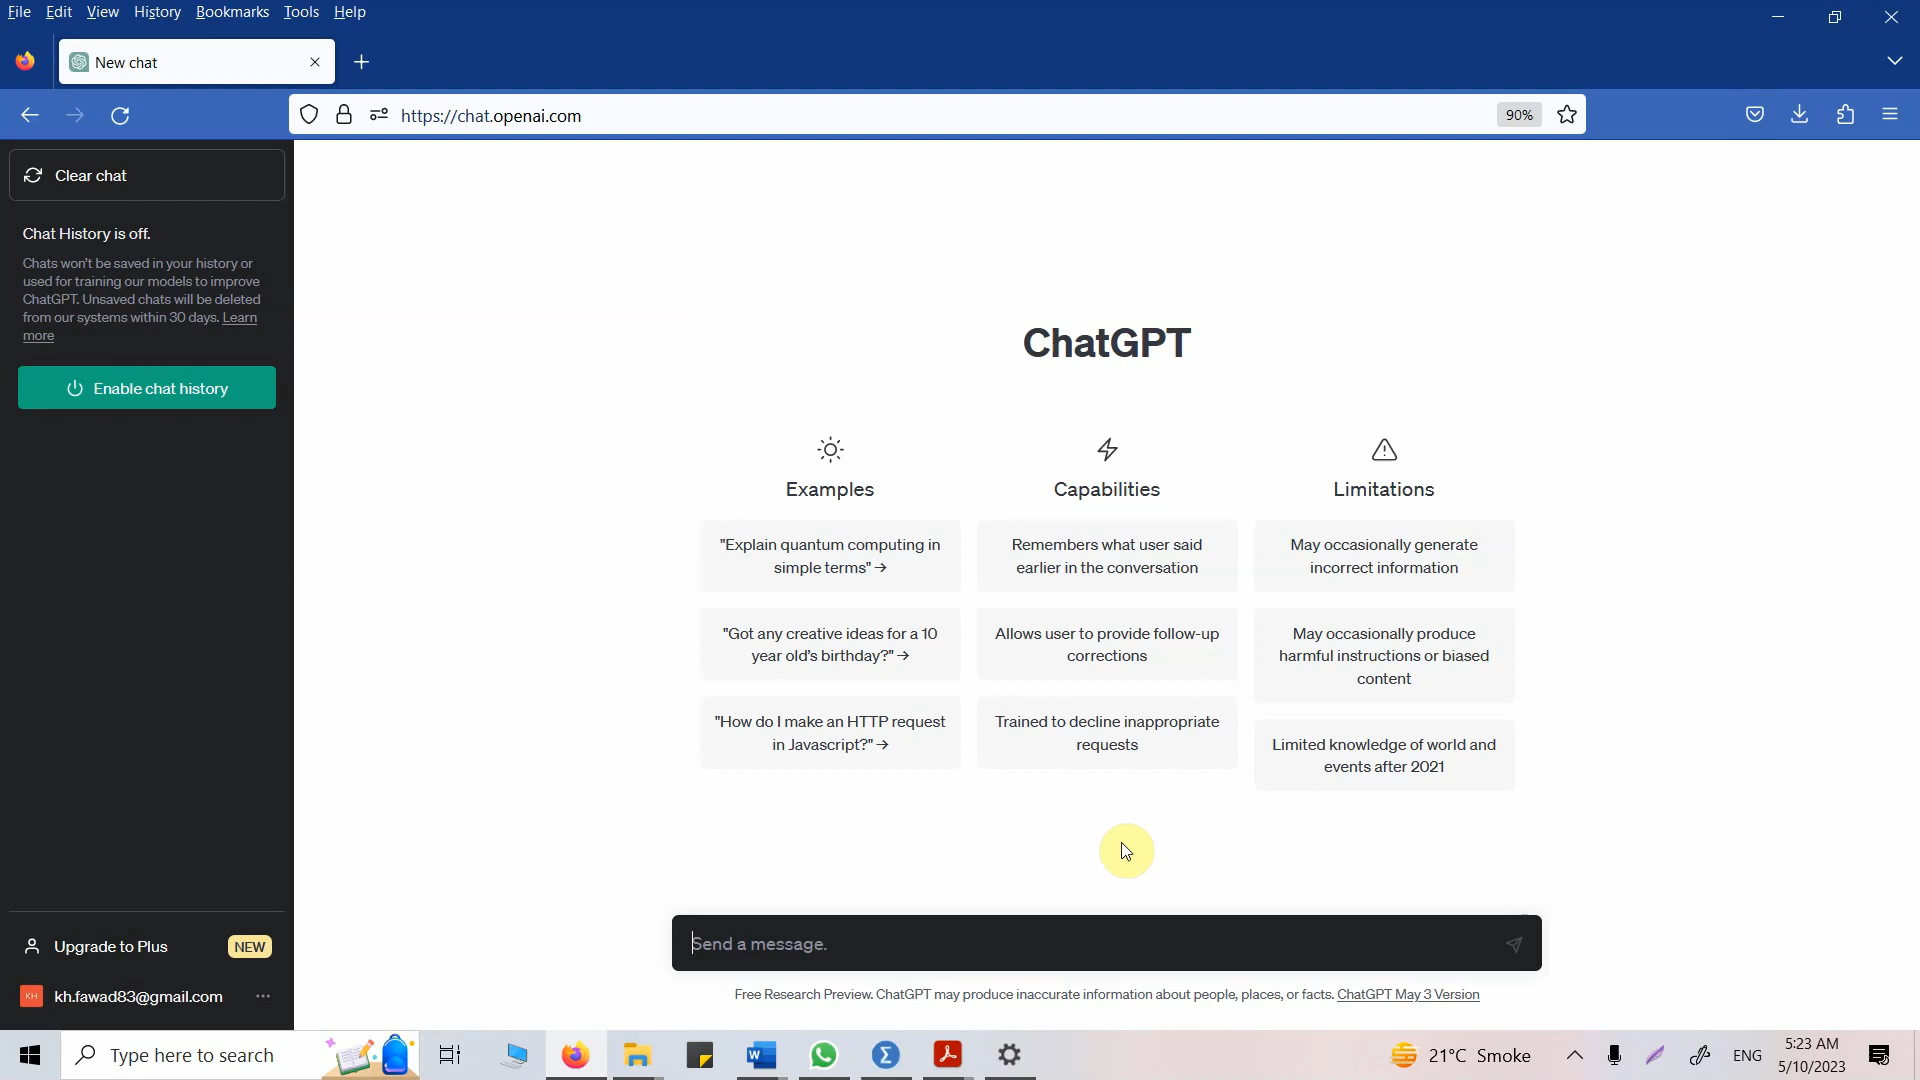 File Edit View History Bookmarks Tools Help
New chat
https://chat.openai.com
90%
Clear chat
Chat History is off.
Chats won't be saved in your history or
used for training our models to improve
ChatGPT. Unsaved chats will be deleted
from our systems within 30 days. Learn
more
Enable chat history
ChatGPT
Examples
"Explain quantum computing in
simple terms" →
"Got any creative ideas for a 10
year old's birthday?" →
"How do I make an HTTP request
in Javascript?" →
Capabilities
Remembers what user said
earlier in the conversation
Allows user to provide follow-up
corrections
Trained to decline inappropriate
requests
Limitations
May occasionally generate
incorrect information
May occasionally produce
harmful instructions or biased
content
Limited knowledge of world and
events after 2021
Upgrade to Plus NEW
KH kh.fawad83@gmail.com
Send a message.
Free Research Preview. ChatGPT may produce inaccurate information about people, places, or facts. ChatGPT May 3 Version
Type here to search
21°C Smoke
ENG
5:23 AM
5/10/2023